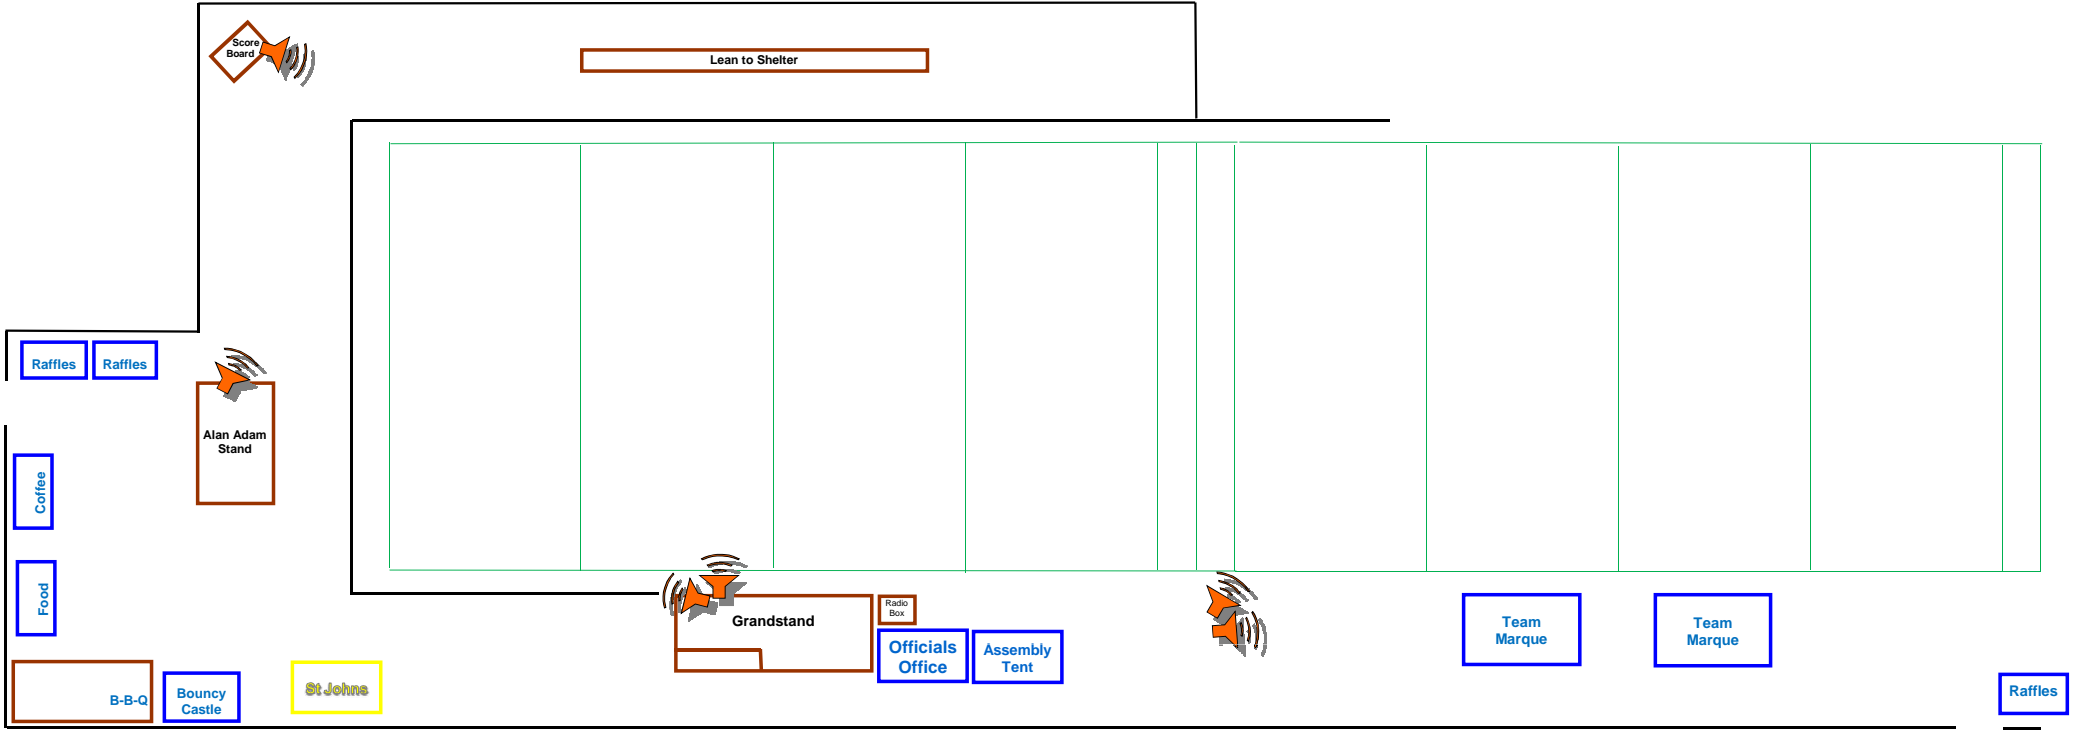 Score
Board
Lean to Shelter
Raffles
Raffles
Alan Adam
Stand
Coffee
Food
B-B-Q
Bouncy
Castle
St Johns
Grandstand
Radio
Box
Officials
Office
Assembly
Tent
Team
Marque
Team
Marque
Raffles